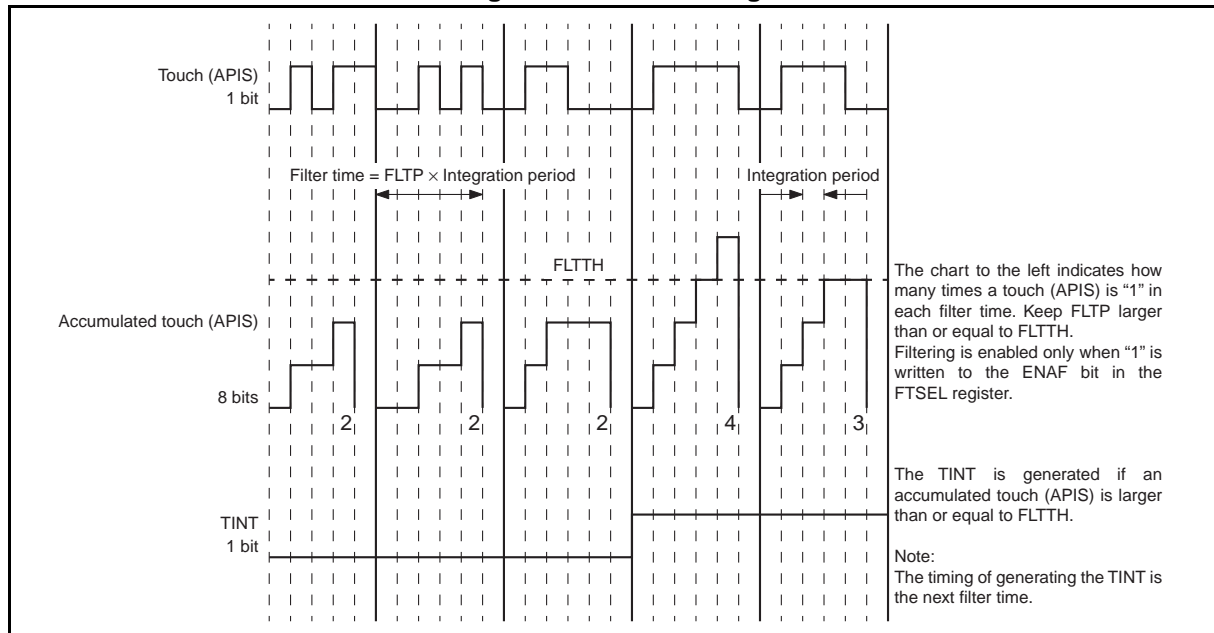 Touch (APIS)
1 bit
Filter time = FLTP × Integration period
Integration period
FLTTH
Accumulated touch (APIS)
8 bits
2
2
2
4
3
TINT
1 bit
The chart to the left indicates how
many times a touch (APIS) is “1” in
each filter time. Keep FLTP larger
than or equal to FLTTH.
Filtering is enabled only when “1” is
written to the ENAF bit in the
FTSEL register.
The TINT is generated if an
accumulated touch (APIS) is larger
than or equal to FLTTH.
Note:
The timing of generating the TINT is
the next filter time.